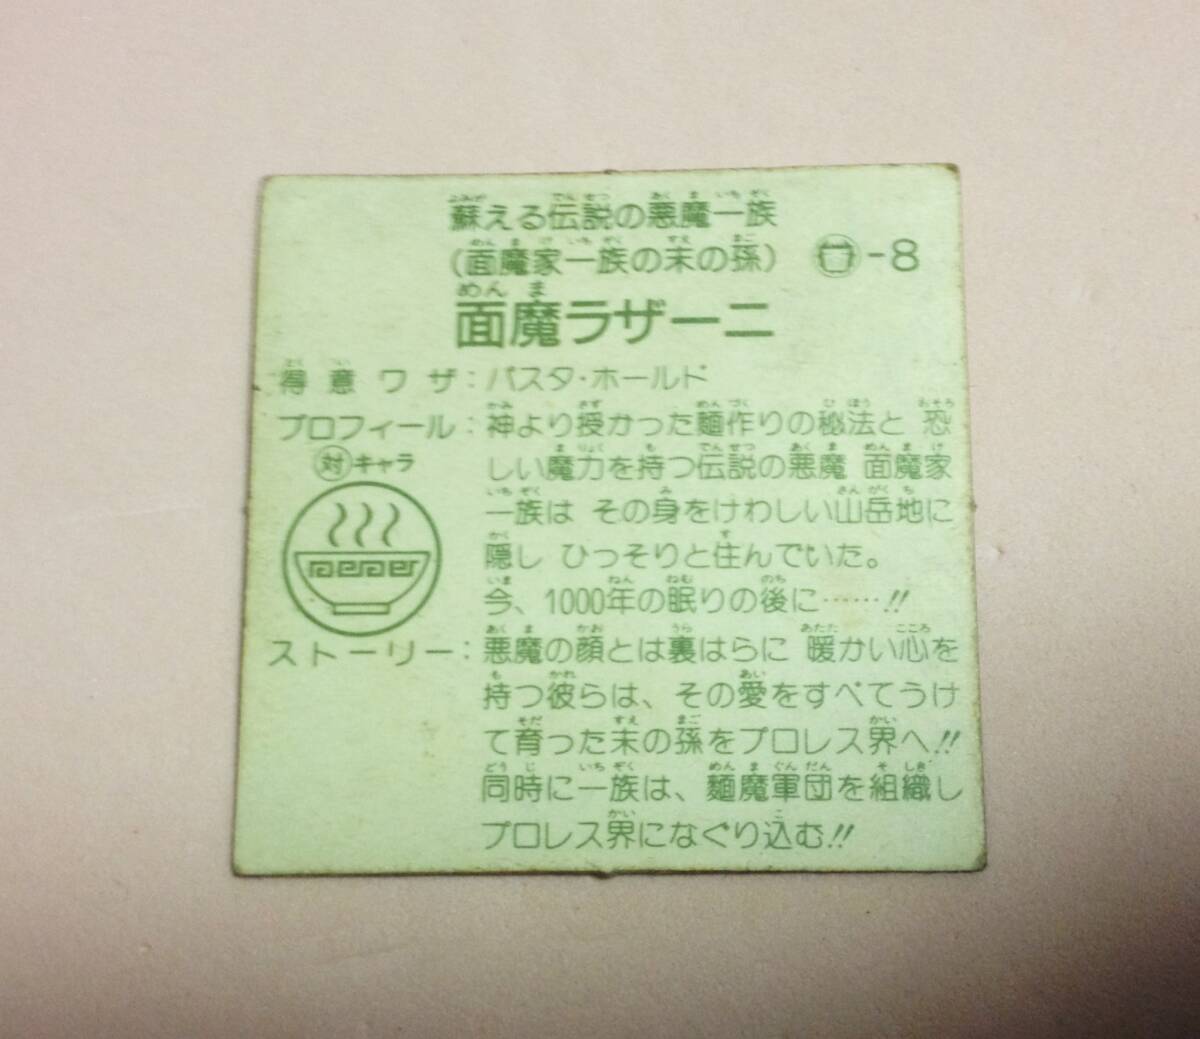 蘇える伝説の悪魔一族
(面魔家一族の末の孫)
-8
面魔ラザーニ
得意ワザ:パスタ・ホールド
プロフィール:神より授かった麺作りの秘法と 恐
しい魔力を持つ伝説の悪魔 面魔家
一族は その身をけわしい山岳地に
隠し ひっそりと住んでいた。
今、1000年の眠りの後に……!!
対キャラ
ストーリー:悪魔の顔とは裏はらに 暖かい心を
持つ彼らは、その愛をすべてうけ
て育った末の孫をプロレス界へ!!
同時に一族は、麺魔軍団を組織し
プロレス界になぐり込む!!